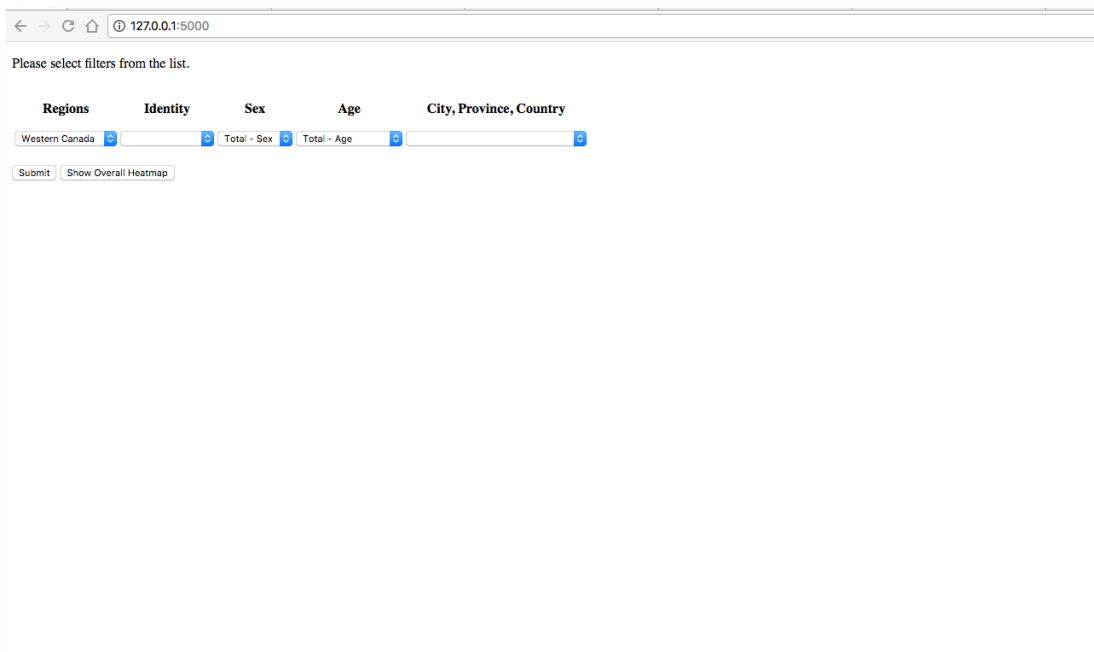 127.0.0.1:5000
Please select filters from the list.
Regions Identity Sex Age City, Province, Country
Western Canada Total - Sex Total - Age
Submit Show Overall Heatmap